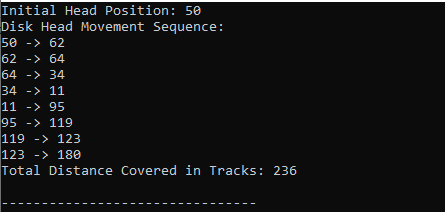 Initial Head Position: 50
Disk Head Movement Sequence:
50 -> 62
62 -> 64
64 -> 34
34 -> 11
11 -> 95
95 -> 119
119 -> 123
123 -> 180
Total Distance Covered in Tracks: 236
--------------------------------